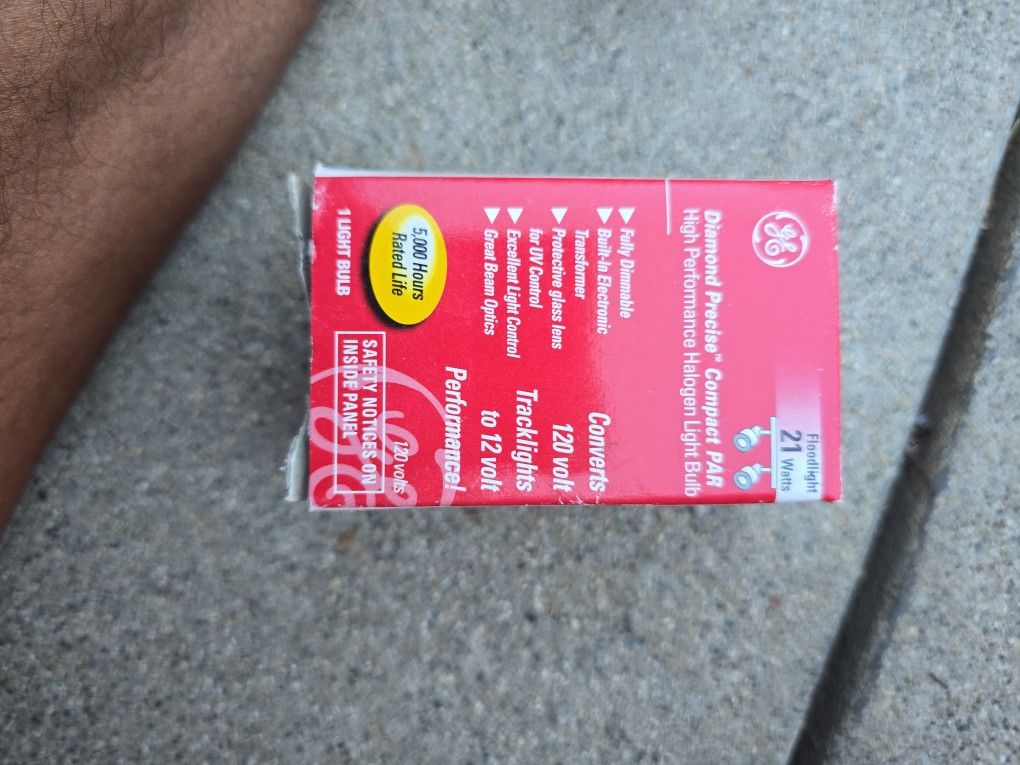 GE
Floodlight
21 Watts
Diamond Precise™ Compact PAR
High Performance Halogen Light Bulb
Fully Dimmable
Built-In Electronic
Transformer
Protective glass lens
for UV Control
Excellent Light Control
Great Beam Optics
Converts
120 volt
Tracklights
to 12 volt
Performance!
5,000 Hours
Rated Life
120 volts
1 LIGHT BULB
SAFETY NOTICES ON
INSIDE PANEL
GE